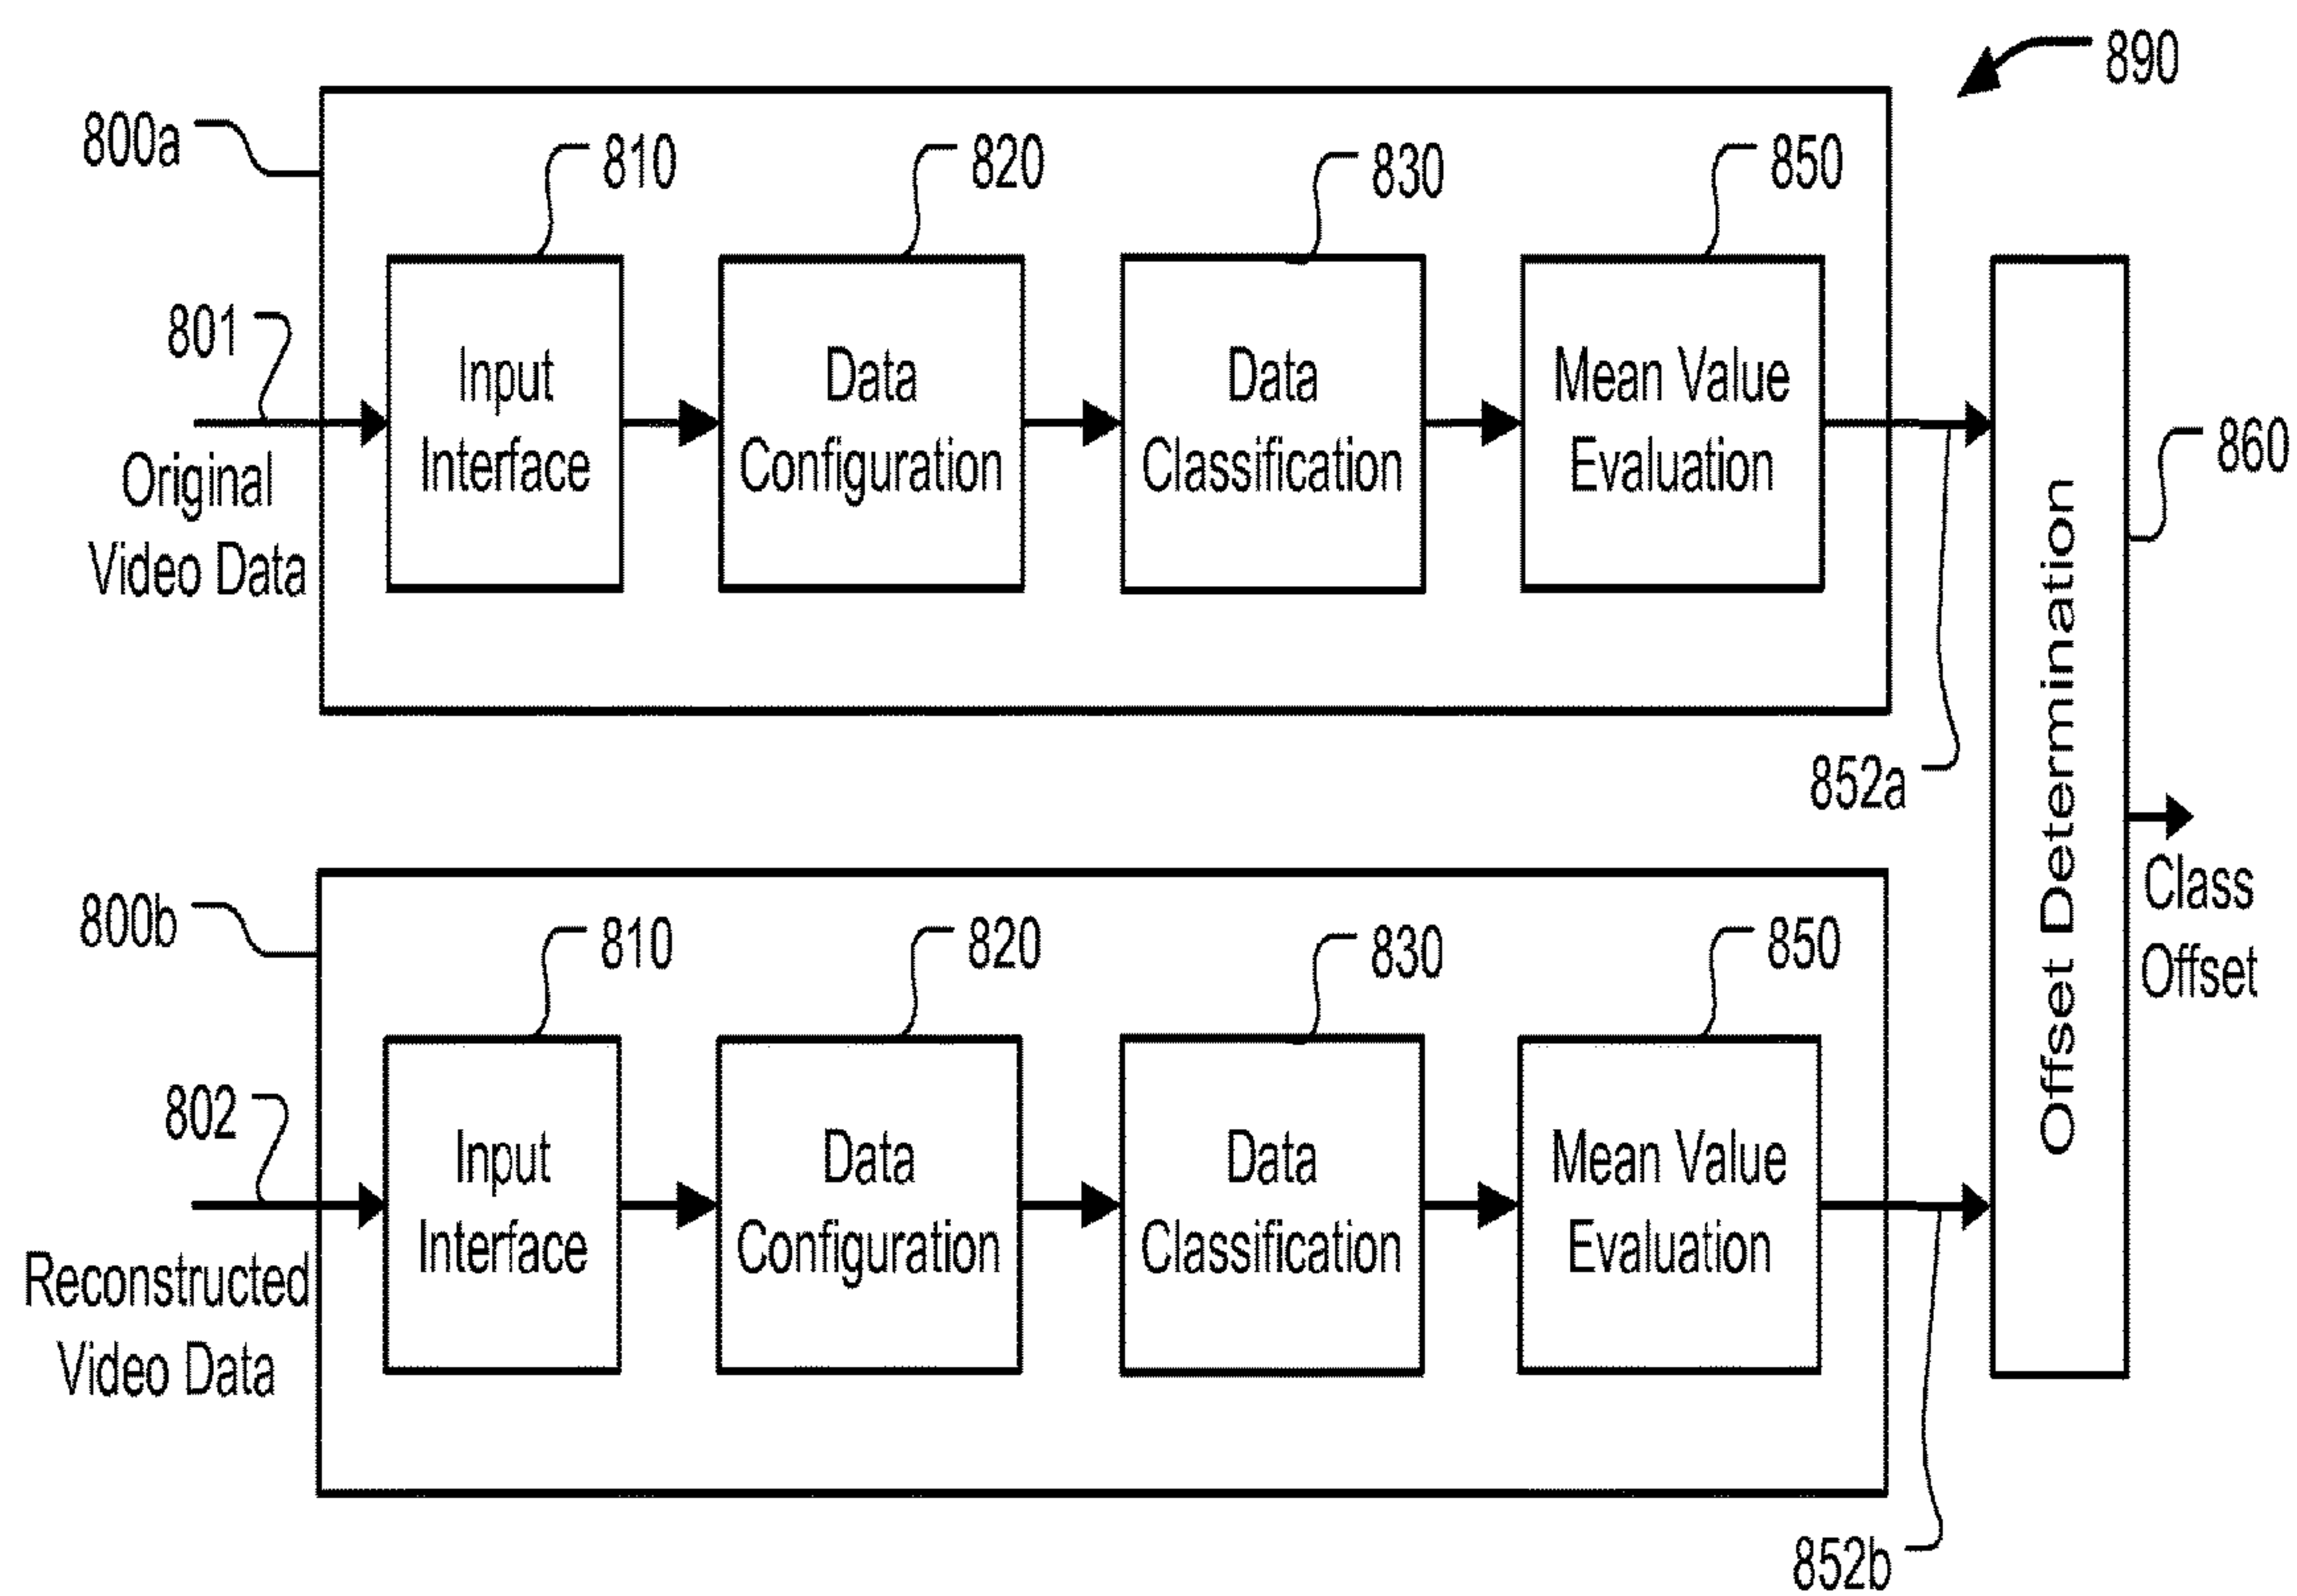 890
800a
810
820
830
850
801
Input
Interface
Data
Configuration
Data
Classification
Mean Value
Evaluation
Original
Video Data
860
Offset Determination
852a
Class
Offset
800b
810
820
830
850
802
Input
Interface
Data
Configuration
Data
Classification
Mean Value
Evaluation
Reconstructed
Video Data
852b